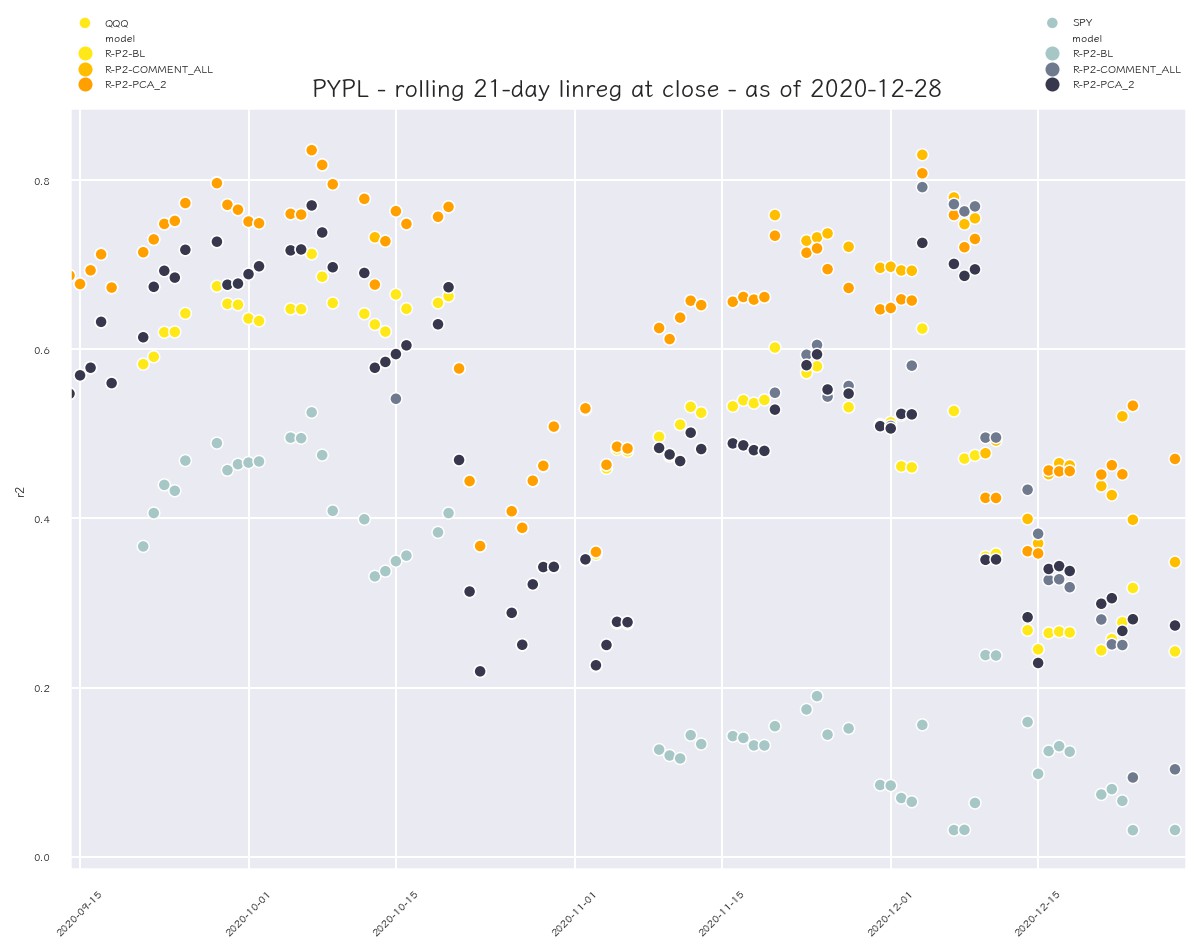 QQQ
model
R-P2-BL
R-P2-COMMENT_ALL
R-P2-PCA_2
SPY
model
R-P2-BL
R-P2-COMMENT_ALL
R-P2-PCA_2
PYPL - rolling 21-day linreg at close - as of 2020-12-28
0.8
0.6
r2
0.4
0.2
0.0
2020-09-15
2020-10-01
2020-10-15
2020-11-01
2020-11-15
2020-12-01
2020-12-15